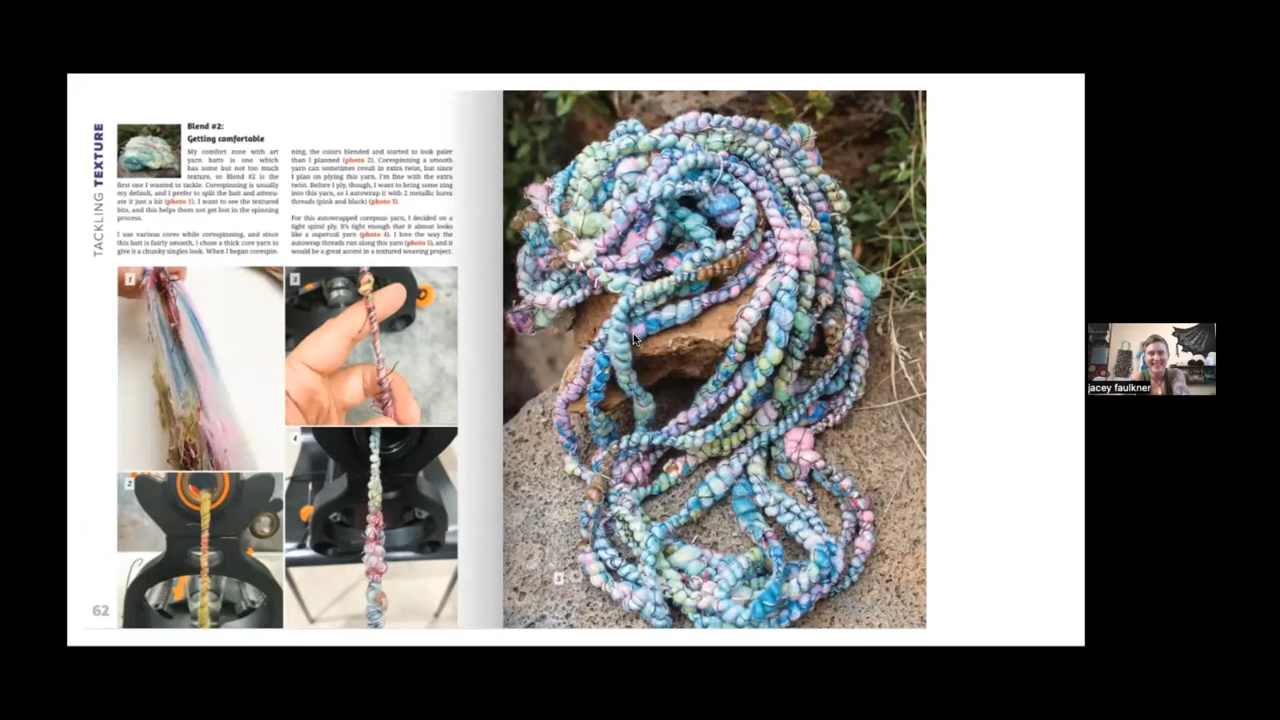 TACKLING TEXTURE
Blend #2:
Getting comfortable
My comfort zone with art
yarn batts is one which
has some but not too much
texture, so Blend #2 is the
first one I wanted to tackle. Corespinning is usually
my default, and I prefer to split the batt and attenu-
ate it just a bit (photo 1). I want to see the textured
bits, and this helps them not get lost in the spinning
process.
I use various cores while corespinning, and since
this batt is fairly smooth, I chose a thick core yarn to
give it a chunky singles look. When I began corespin-
ning, the colors blended and started to look paler
than I planned (photo 2). Corespinning a smooth
yarn can sometimes result in extra twist, but since
I plan on plying this yarn, I'm fine with the extra
twist. Before I ply, though, I want to bring some zing
into this yarn, so I autowrap it with 2 metallic lurex
threads (pink and black) (photo 3).
For this autowrapped corespun yarn, I decided on a
tight spiral ply. It's tight enough that it almost looks
like a supercoil yarn (photo 4). I love the way the
autowrap threads run along this yarn (photo 5), and it
would be a great accent in a textured weaving project.
1
3
2
4
5
62
jacey faulkner